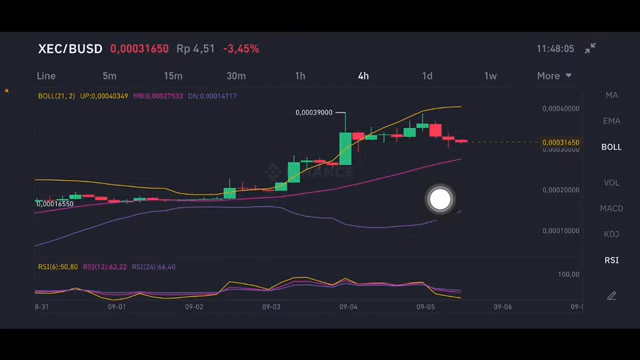 XEC/BUSD 0,00031650 Rp 4,51 -3,45% 11:48:05
Line 5m 15m 30m 1h 4h 1d 1w More
BOLL(21, 2) UP:0,00040349 MB:0,00027533 DN:0,00014717
MA
0,00040000
0,00039000
EMA
0,00031650
BOLL
0,00030000
BINANCE
VOL
0,00020000
0,00016550
MACD
0,00010000
KDJ
RSI(6):50,80 RSI(12):62,22 RSI(24):66,40
RSI
100,00
8-31 09-01 09-02 09-03 09-04 09-05 09-06 09-